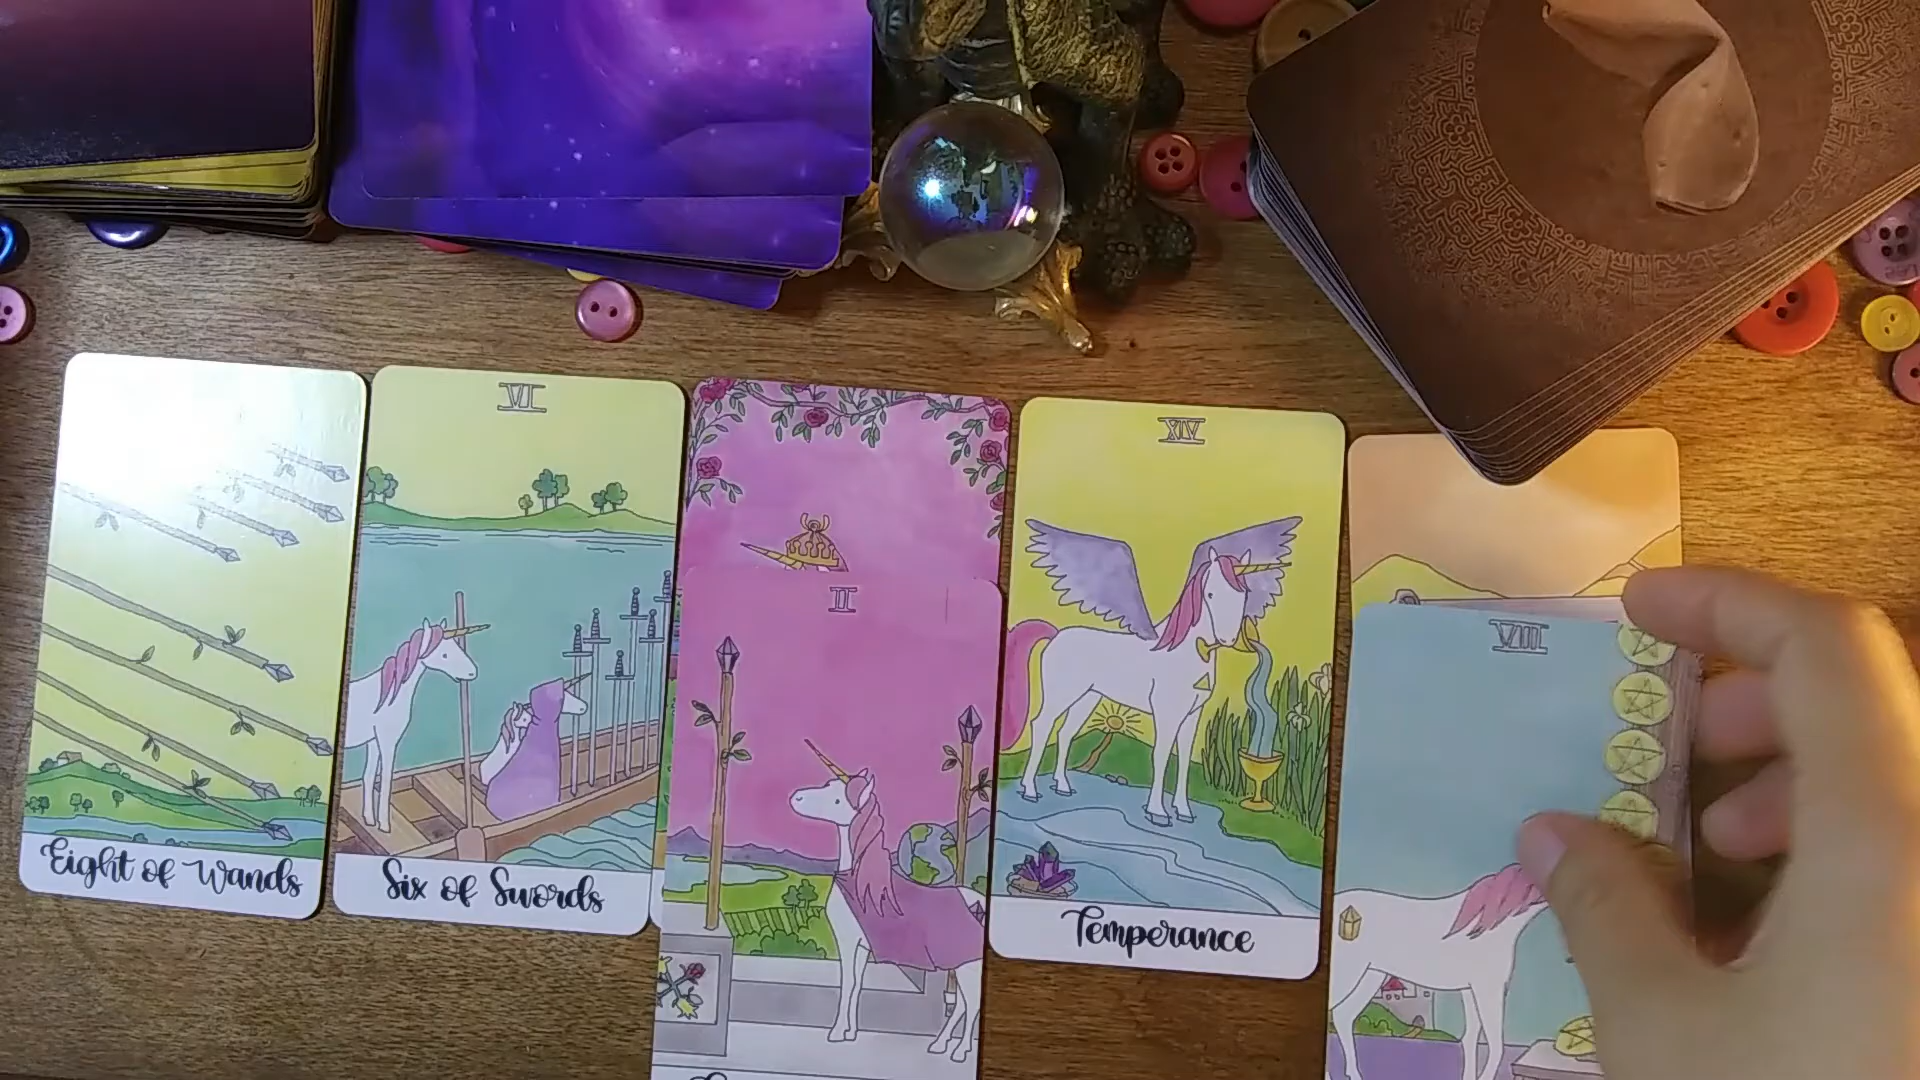 VI
II
XIV
VIII
Eight of Wands
Six of Swords
Temperance